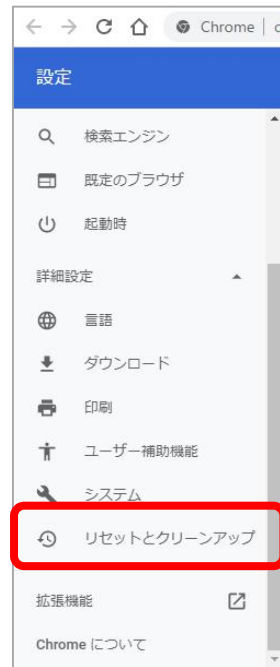 Chrome
設定
検索エンジン
既定のブラウザ
起動時
詳細設定
言語
ダウンロード
印刷
ユーザー補助機能
システム
リセットとクリーンアップ
拡張機能
Chrome について